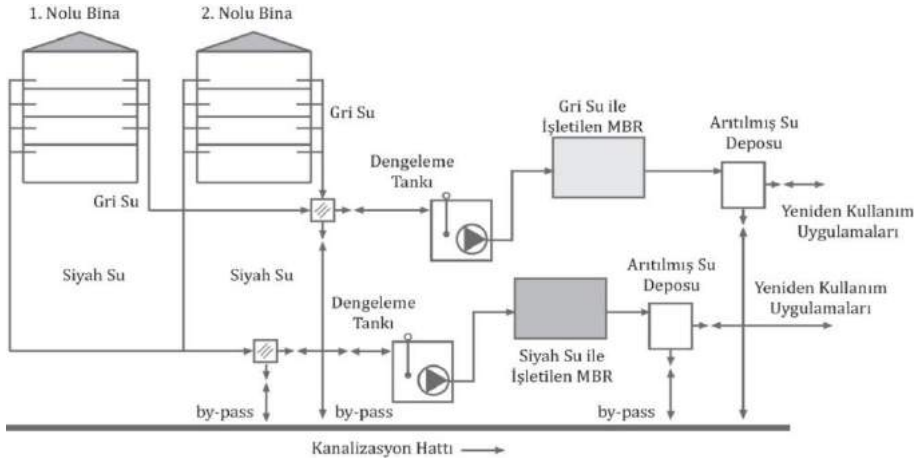 1. Nolu Bina
2. Nolu Bina
Gri Su
Gri Su
Siyah Su
Siyah Su
Dengeleme
Tankı
Gri Su ile
İşletilen MBR
Arıtılmış Su
Deposu
Yeniden Kullanım
Uygulamaları
Dengeleme
Tankı
Siyah Su ile
İşletilen MBR
Arıtılmış Su
Deposu
Yeniden Kullanım
Uygulamaları
by-pass
by-pass
by-pass
Kanalizasyon Hattı